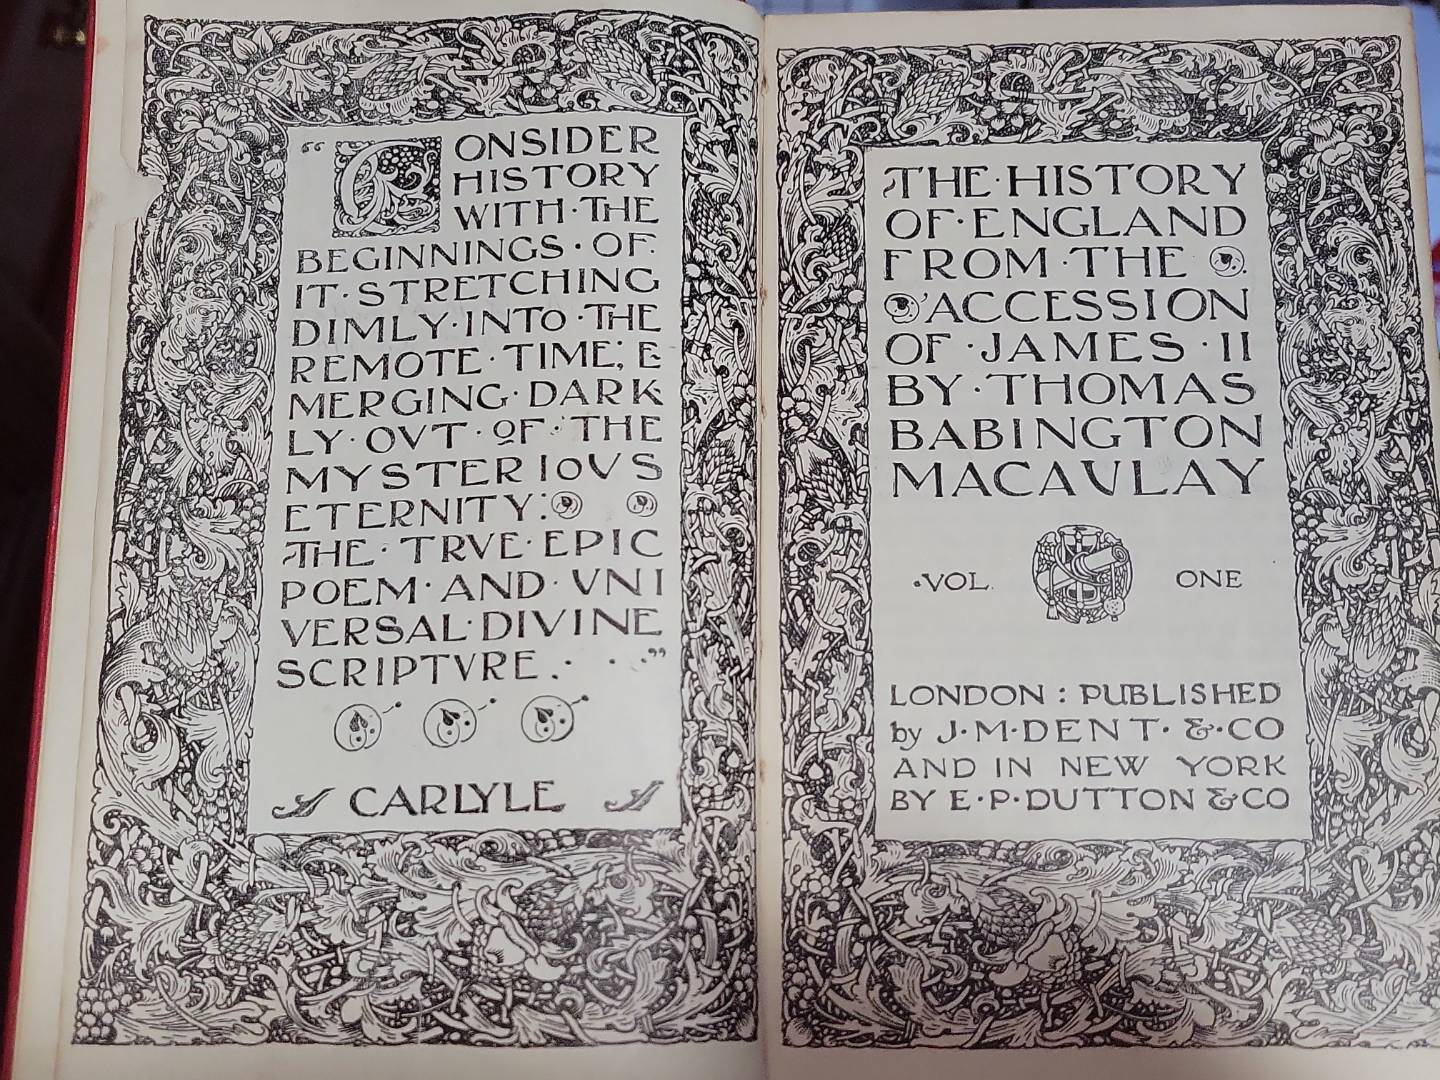 “CONSIDER
HISTORY
WITH·THE
BEGINNINGS·OF·
IT·STRETCHING
DIMLY·INTO·THE
REMOTE·TIME; E
MERGING·DARK
LY·OVT·OF·THE
MYSTERIOVS
ETERNITY:
THE·TRVE·EPIC
POEM·AND·VNI
VERSAL·DIVINE
SCRIPTVRE. · · ·”
CARLYLE
THE·HISTORY
OF·ENGLAND
FROM·THE
ACCESSION
OF·JAMES·II
BY·THOMAS
BABINGTON
MACAULAY
·VOL. ONE
LONDON: PUBLISHED
by J·M·DENT·&·CO
AND IN NEW YORK
BY E·P·DUTTON & CO